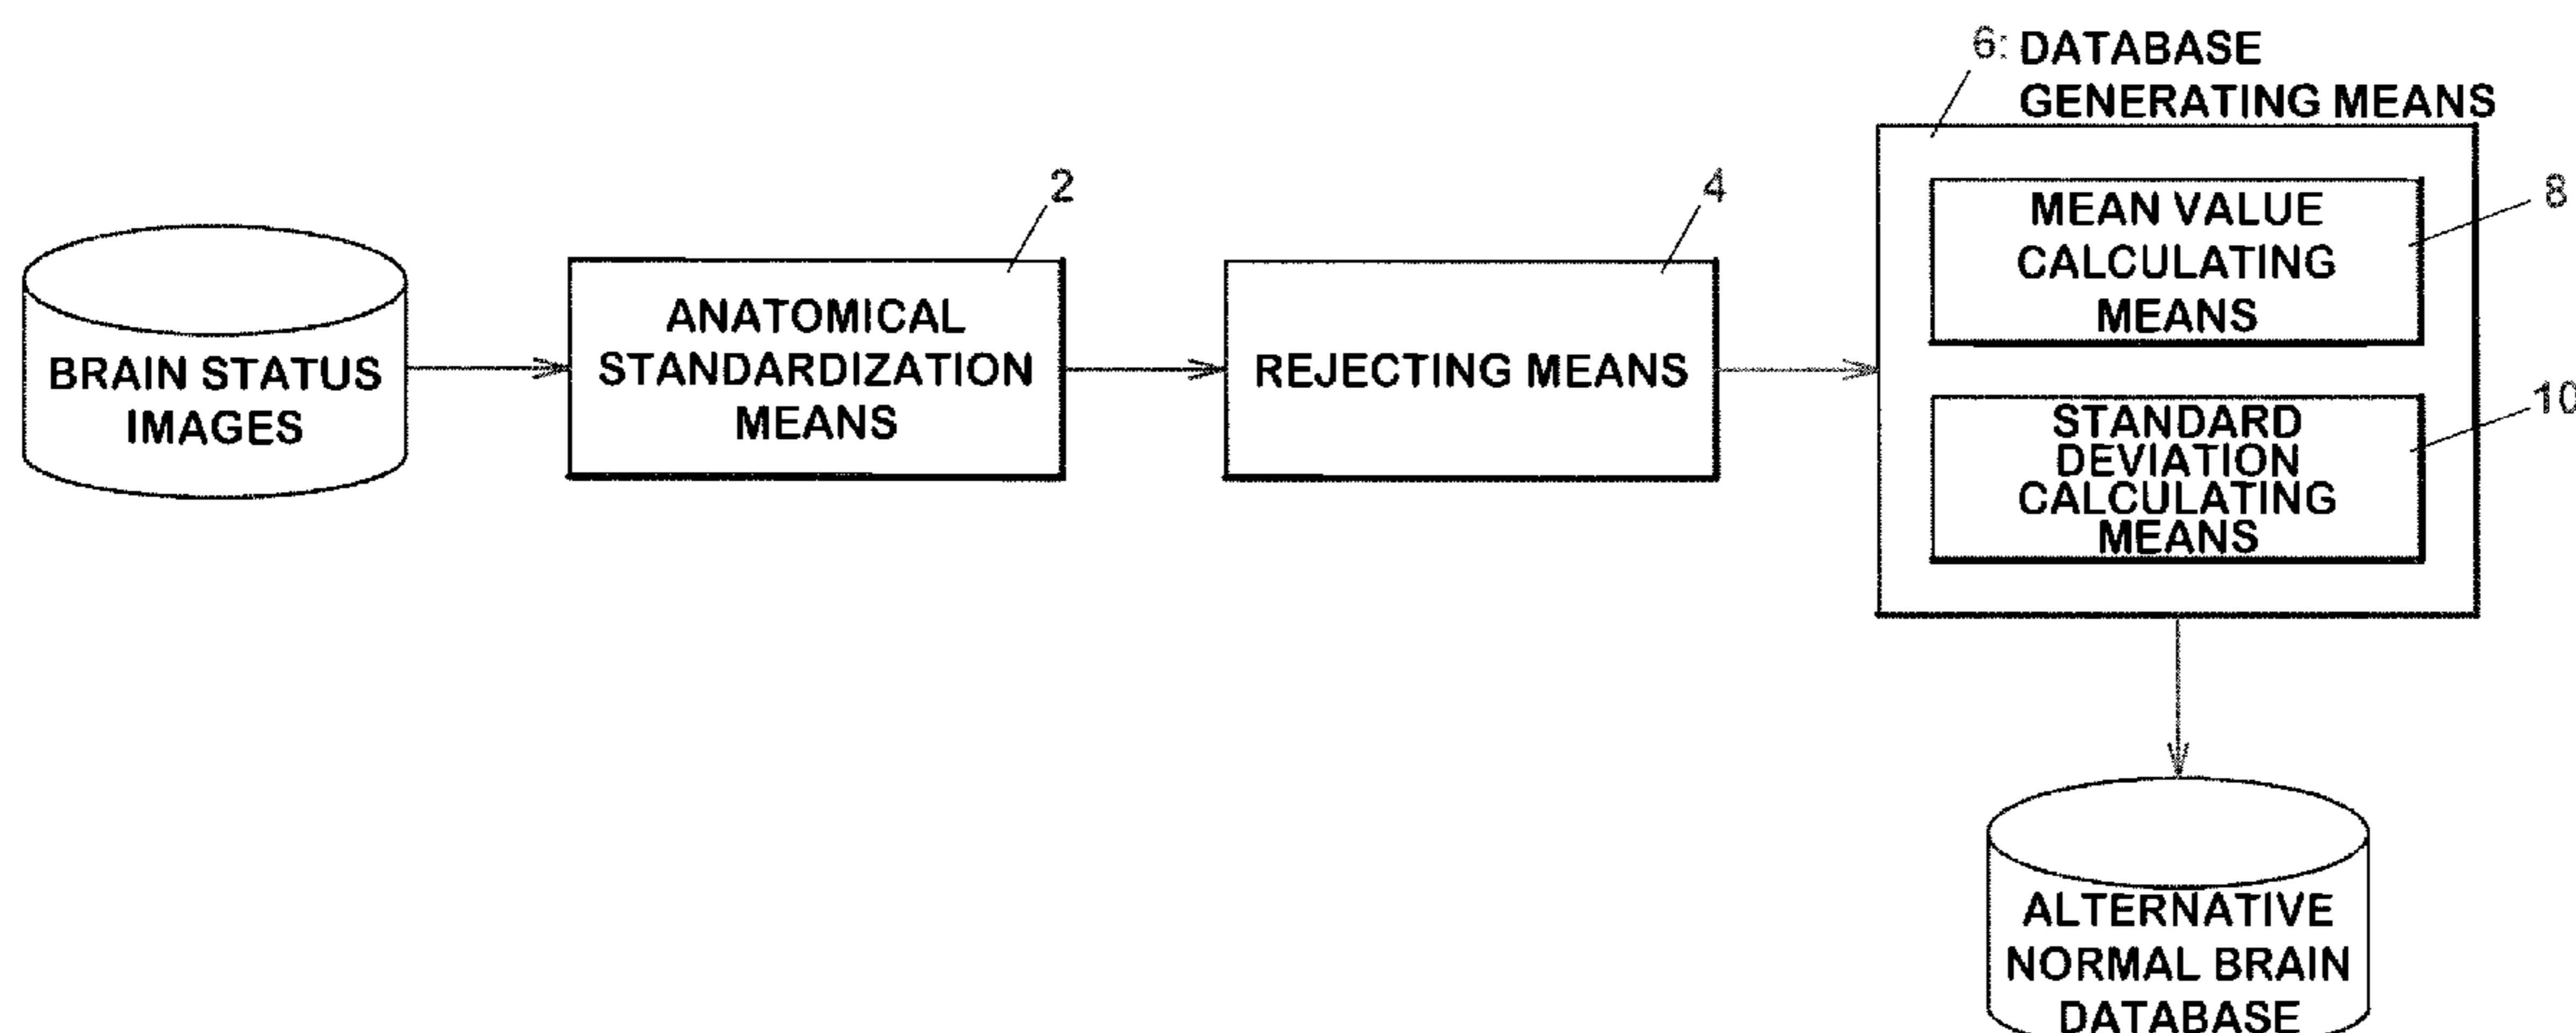 6: DATABASE
GENERATING MEANS
2
4
8
10
BRAIN STATUS
IMAGES
ANATOMICAL
STANDARDIZATION
MEANS
REJECTING MEANS
MEAN VALUE
CALCULATING
MEANS
STANDARD
DEVIATION
CALCULATING
MEANS
ALTERNATIVE
NORMAL BRAIN
DATABASE